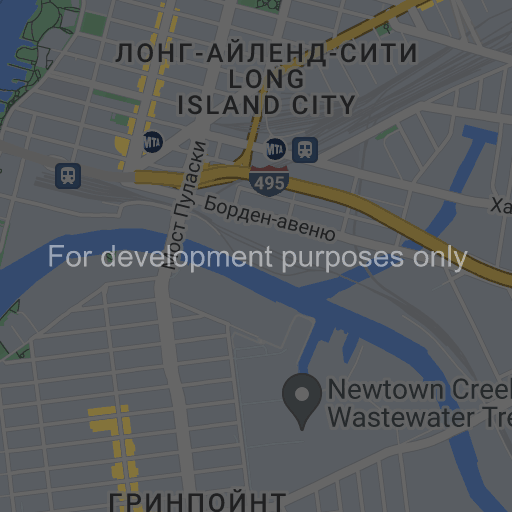 ЛОНГ-АЙЛЕНД-СИТИ
LONG
ISLAND CITY
MTA
MTA
Мост Пуласки
495
Борден-авеню
Ха
For development purposes only
Newtown Creek
Wastewater Tre
ГРИНПОЙНТ